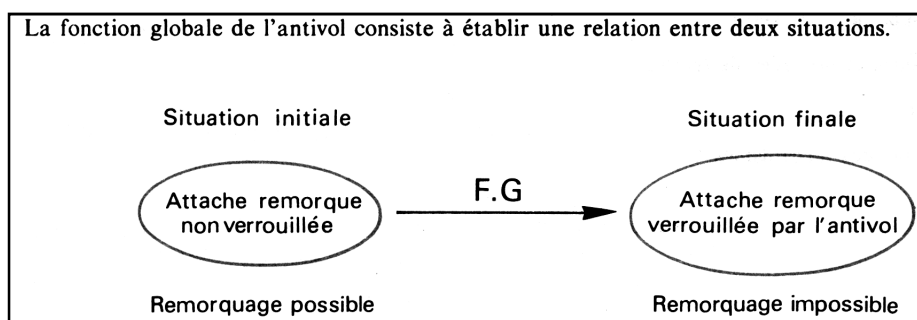 La fonction globale de l'antivol consiste à établir une relation entre deux situations.
Situation initiale
Situation finale
Attache remorque
non verrouillée
F.G
Attache remorque
verrouillée par l'antivol
Remorquage possible
Remorquage impossible